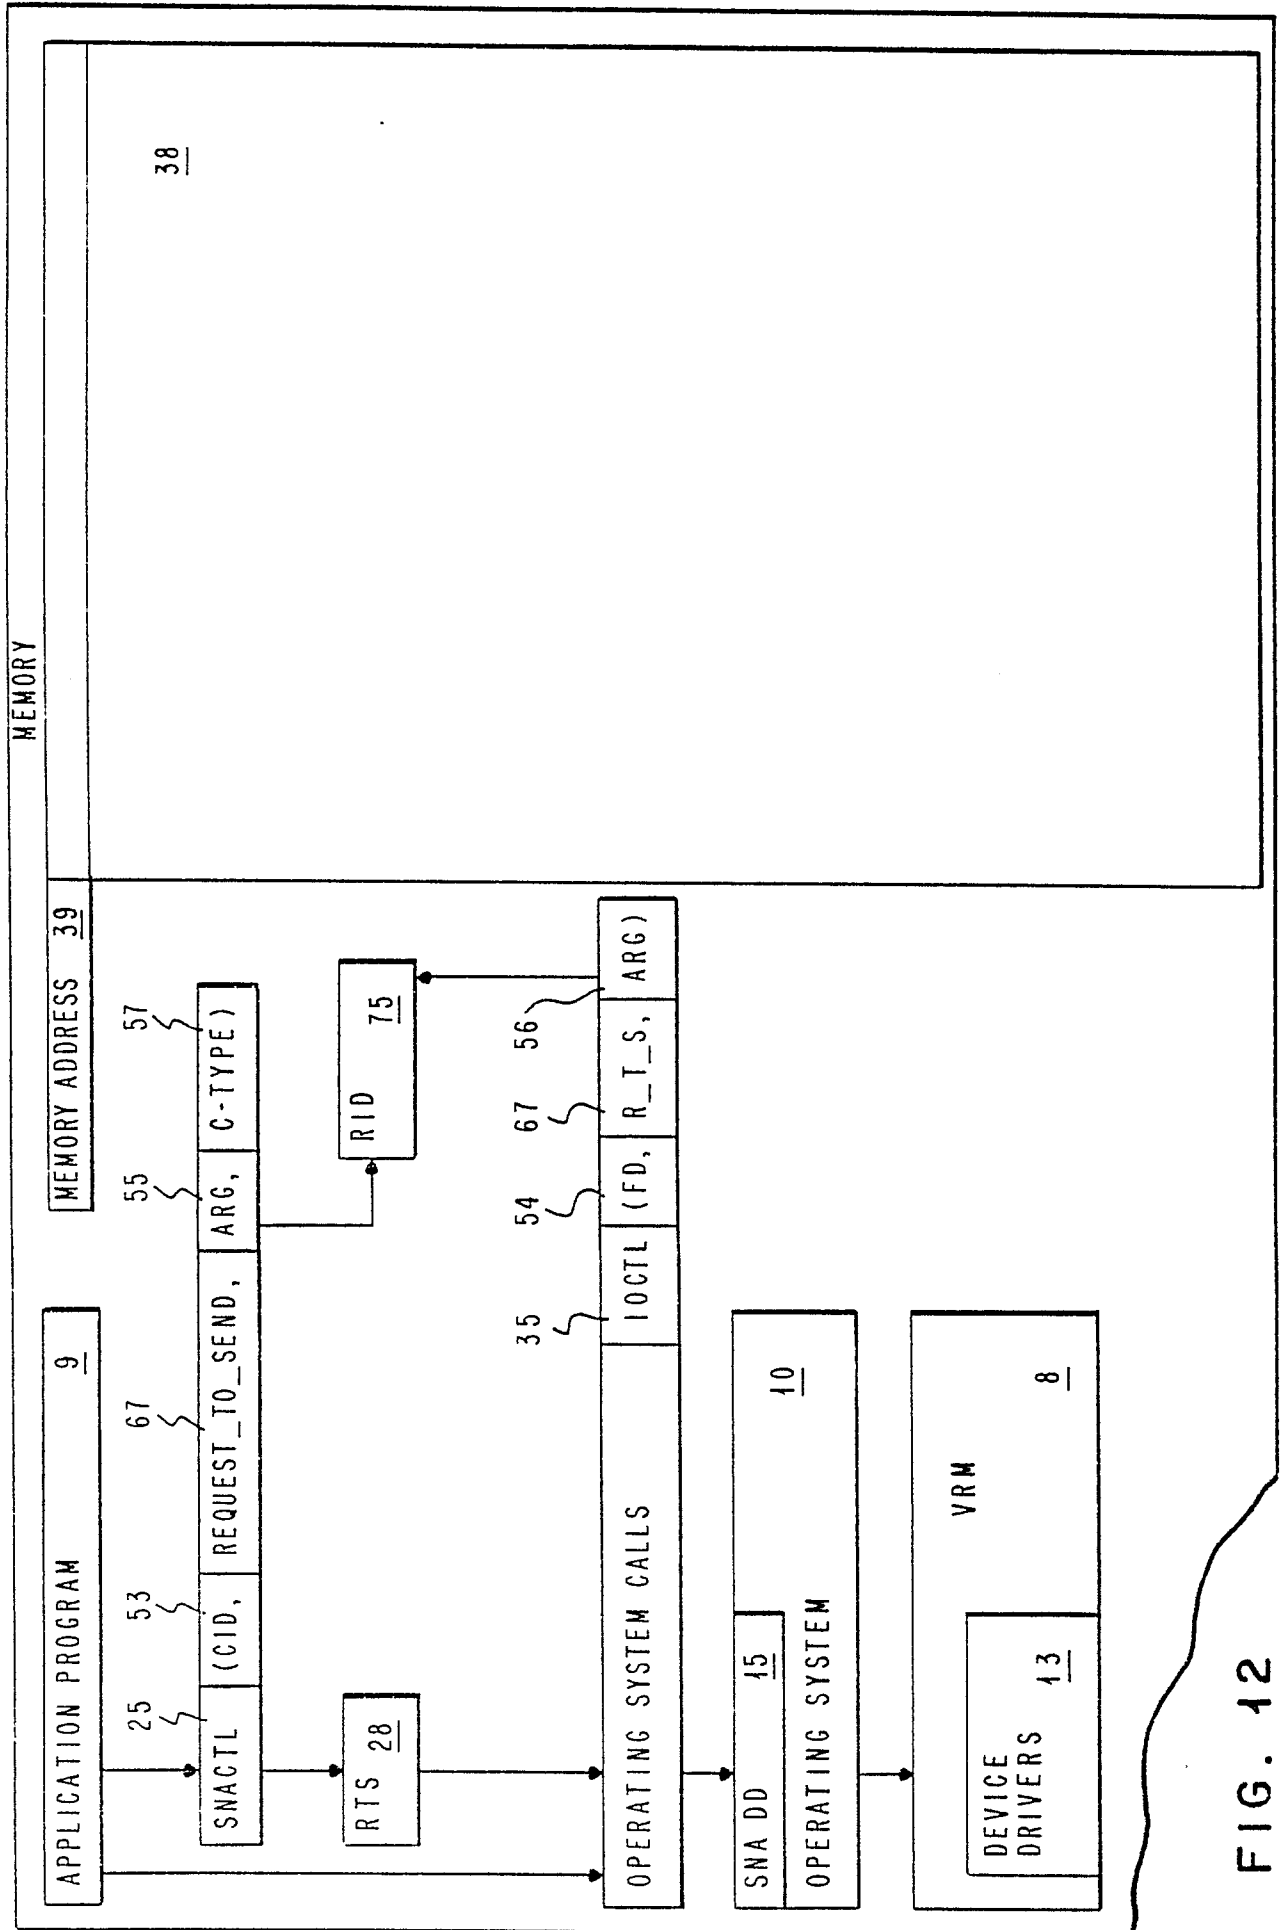 MEMORY
MEMORY ADDRESS 39
38
APPLICATION PROGRAM 9
25 53 67 55 57
SNACTL (CID, REQUEST_TO_SEND, ARG, C-TYPE)
RTS 28
RID 75
35 54 67 56
OPERATING SYSTEM CALLS IOCTL (FD, R_T_S, ARG)
SNA DD 15
OPERATING SYSTEM
10
VRM
8
DEVICE
DRIVERS
13
FIG. 12